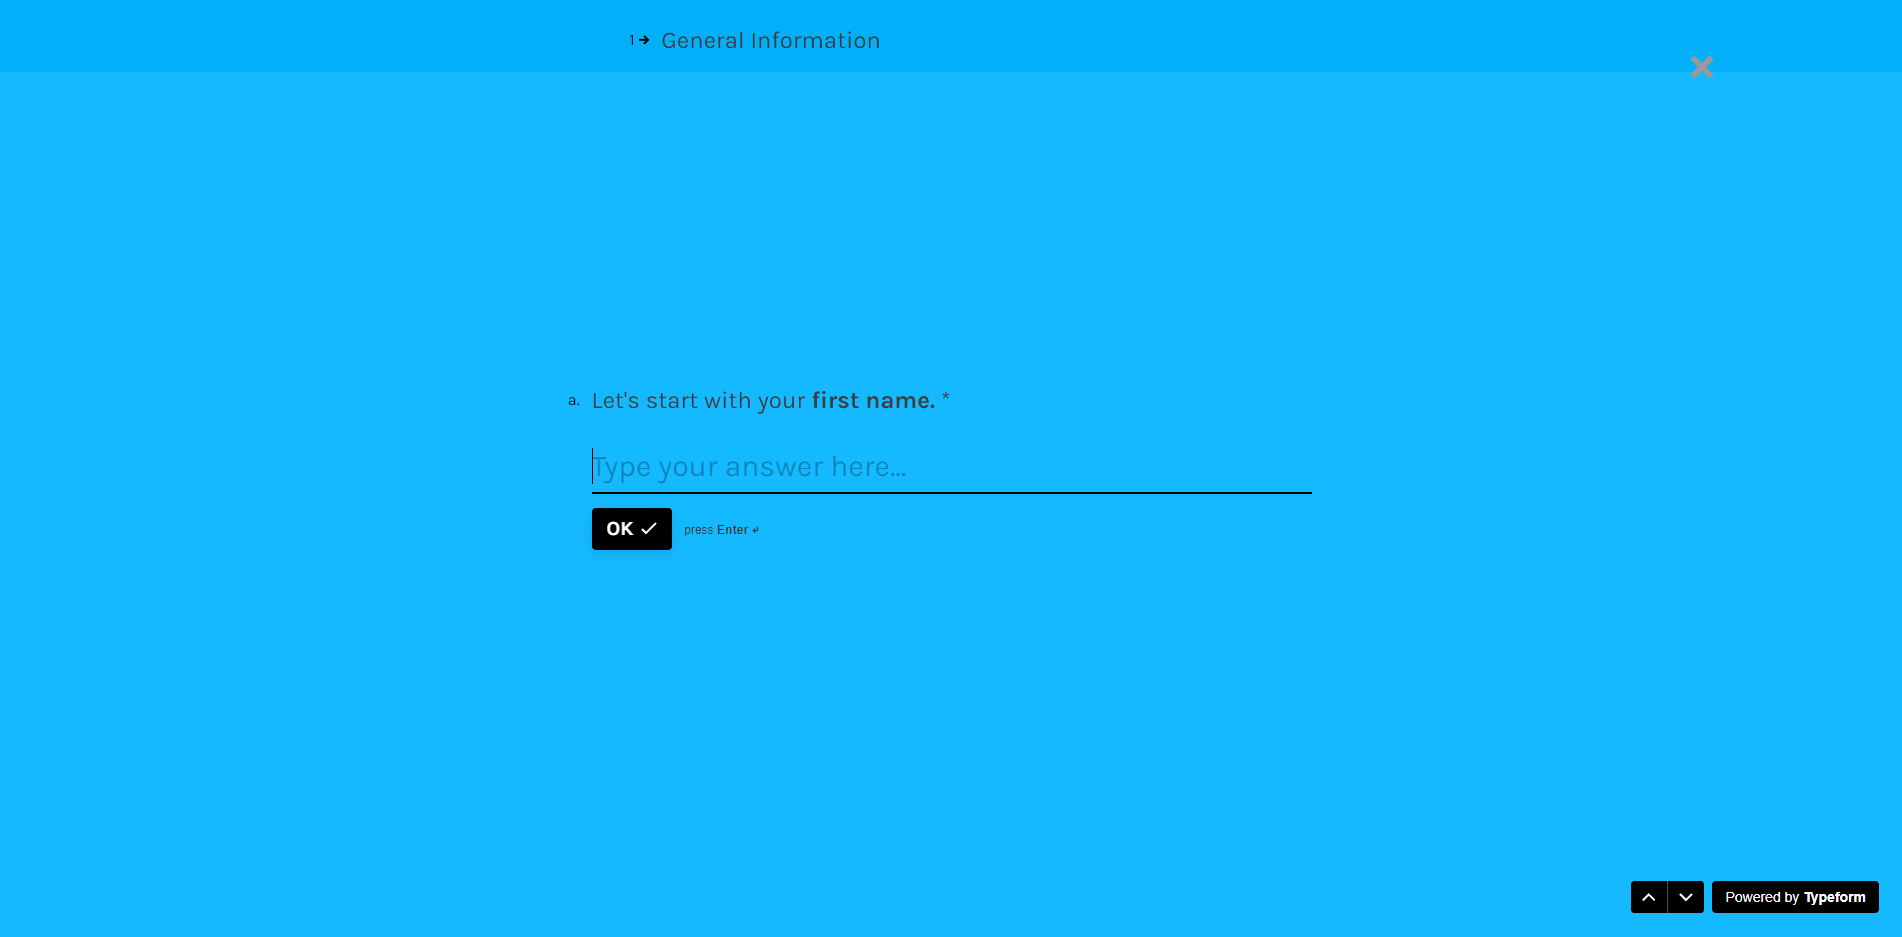 1 → General Information
a. Let's start with your first name. *
Type your answer here...
OK ✓ press Enter ↵
Powered by Typeform